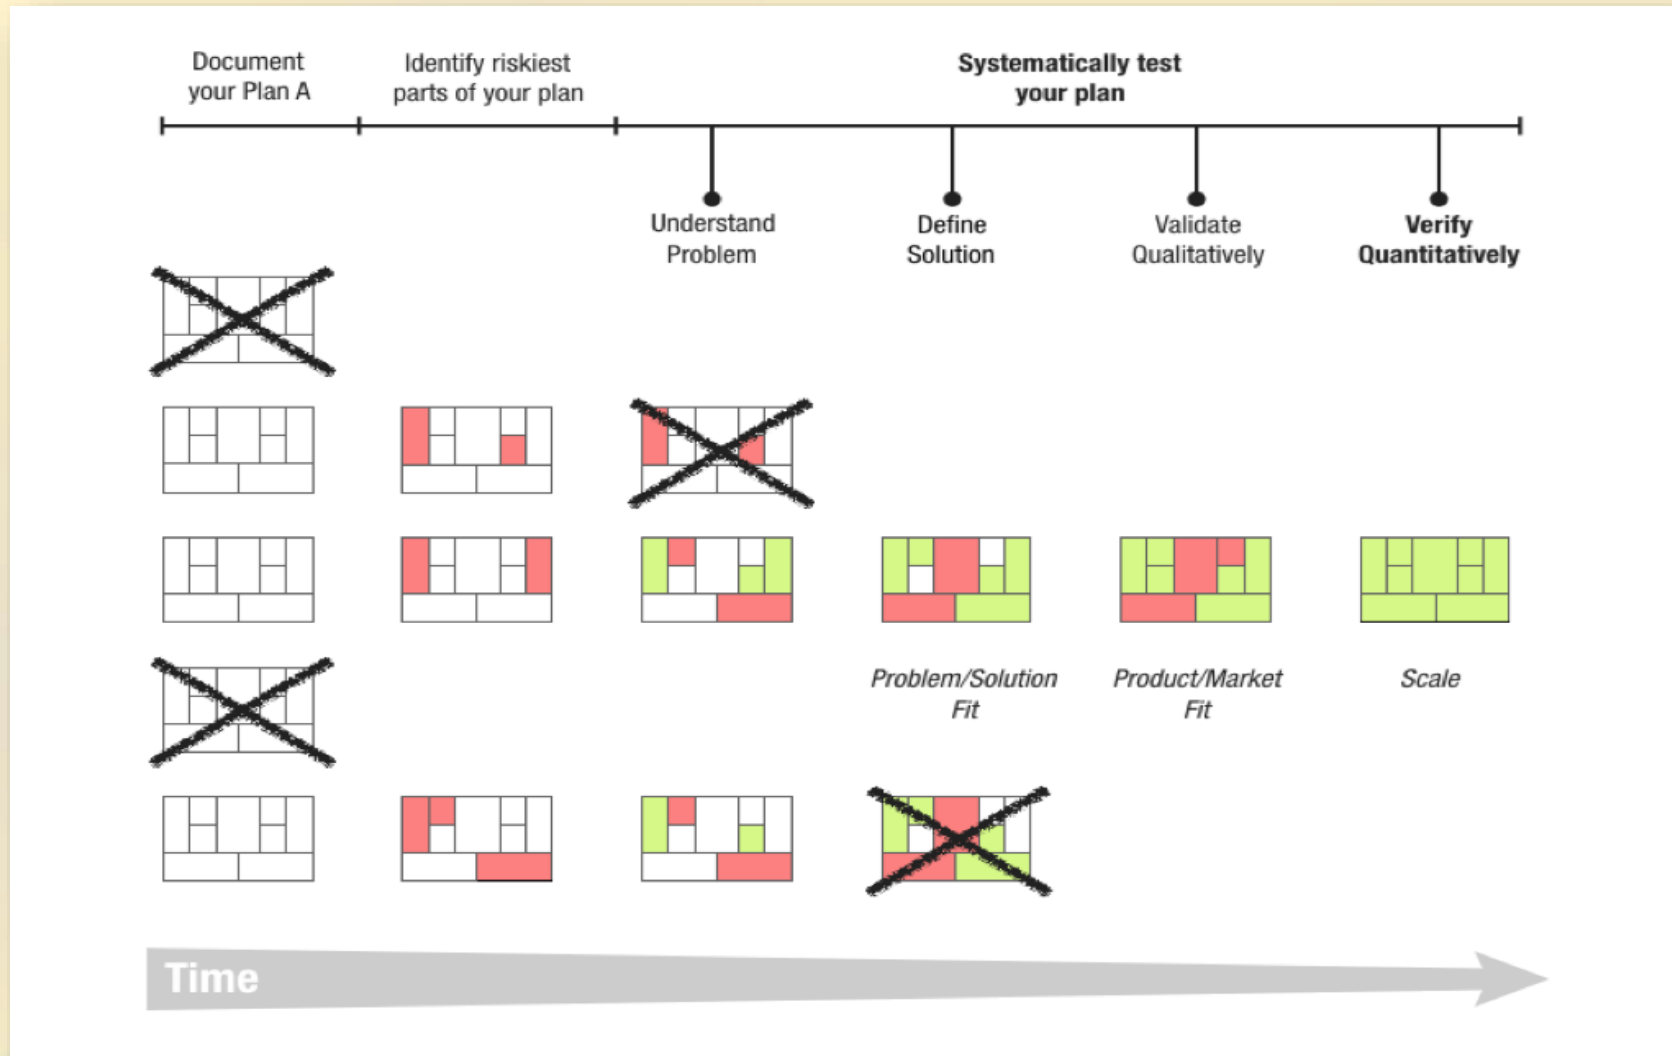 Document
your Plan A
Identify riskiest
parts of your plan
Systematically test
your plan
Understand
Problem
Define
Solution
Validate
Qualitatively
Verify
Quantitatively
Problem/Solution
Fit
Product/Market
Fit
Scale
Time